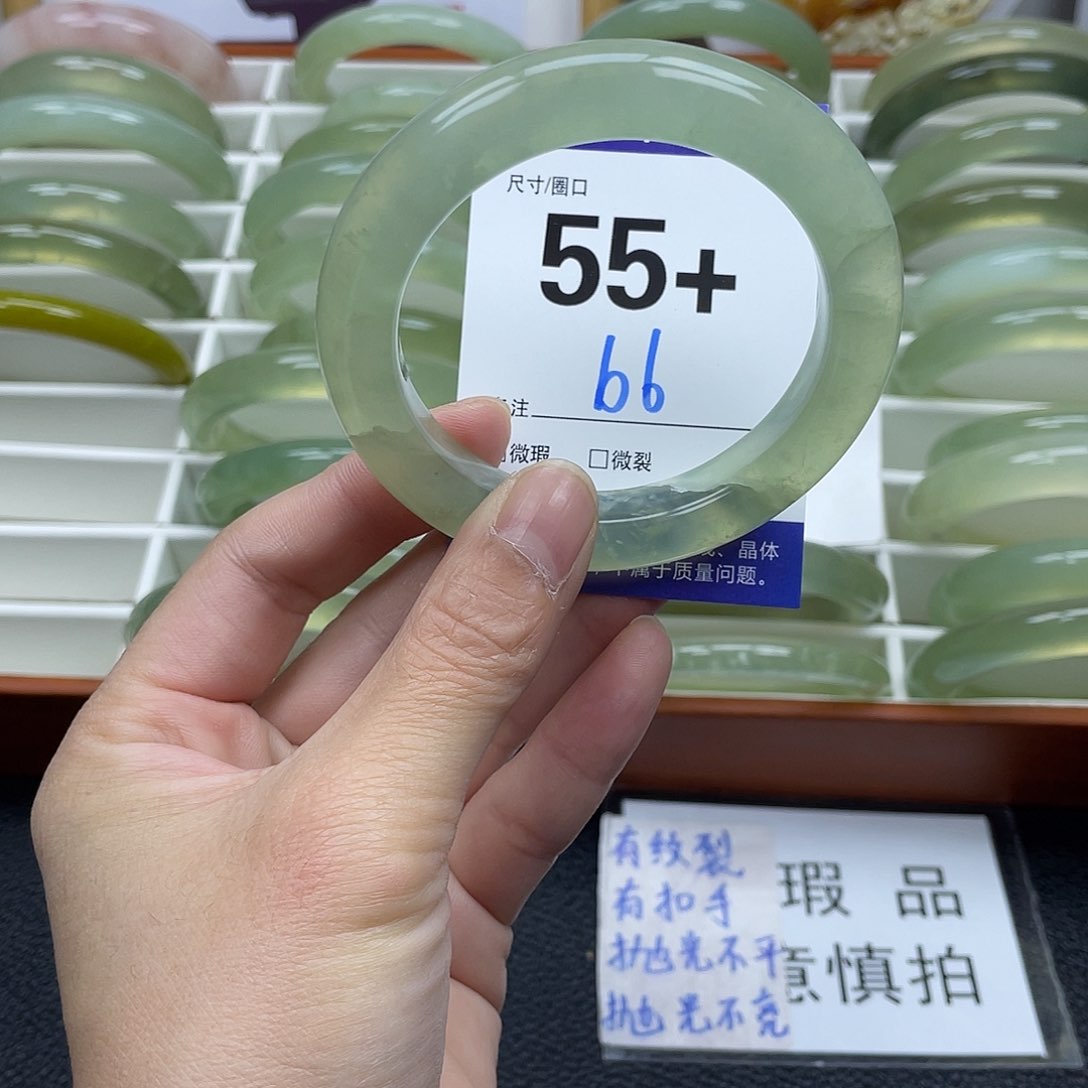 尺寸/圈口
55+
66
注
微瑕 □微裂
、晶体
属于质量问题。
有纹裂
有扣手
抛光不平
抛光不亮
瑕品
意慎拍